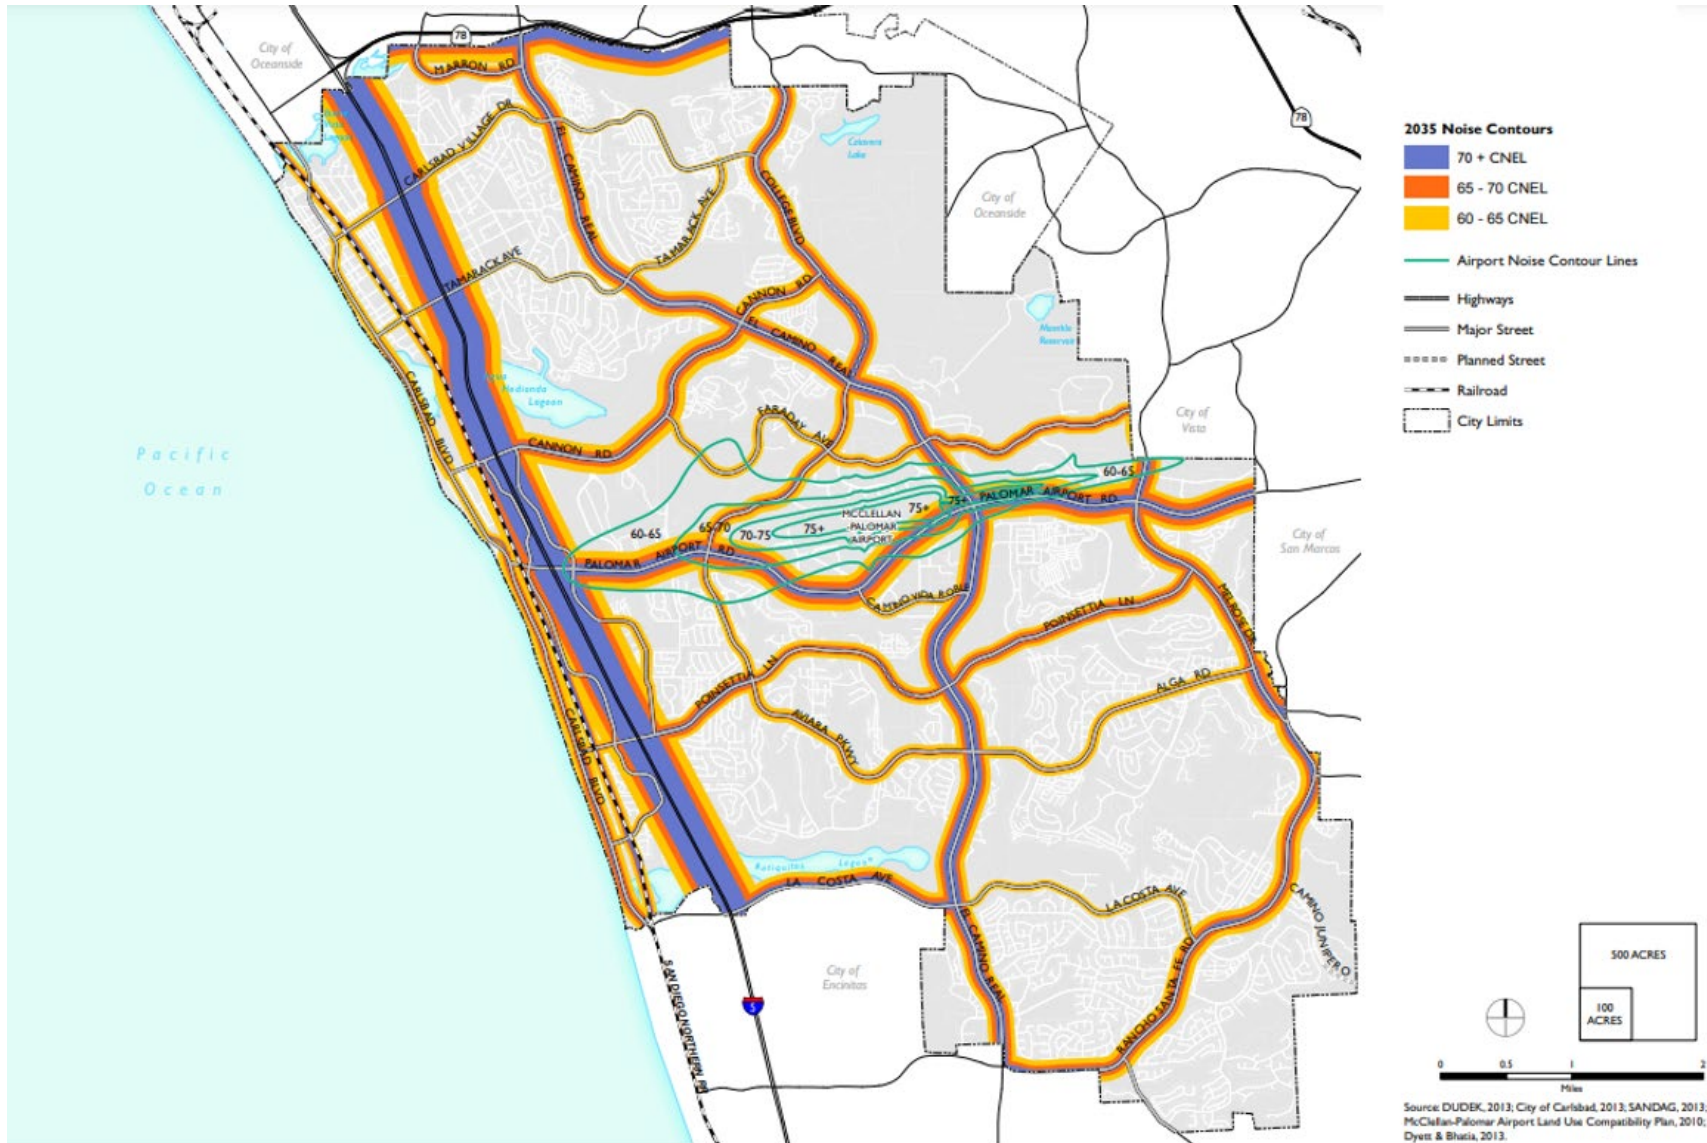 City of
Oceanside
78
MARRON RD
Buena
Vista
Lagoon
CARLSBAD VILLAGE DR
EL CAMINO REAL
Calavera
Lake
COLLEGE BLVD
TAMARACK AVE
TAMARACK AVE
City of
Oceanside
78
CANNON RD
EL CAMINO REAL
Maerkle
Reservoir
Agua
Hedionda
Lagoon
CARLSBAD BLVD
FARADAY AVE
City of
Vista
CANNON RD
Pacific
Ocean
60-65
75+
PALOMAR AIRPORT RD
75+
MCCLELLAN
PALOMAR
AIRPORT
60-65
65-70
70-75
75+
PALOMAR AIRPORT RD
City of
San Marcos
CAMINO VIDA ROBLE
POINSETTIA LN
MELROSE DR
POINSETTIA LN
ALGA RD
AVIARA PKWY
CARLSBAD BLVD
Batiquitos Lagoon
LA COSTA AVE
LA COSTA AVE
CAMINO JUNIPERO
EL CAMINO REAL
RANCHO SANTA FE RD
City of
Encinitas
SAN DIEGO NORTHERN RR
5
2035 Noise Contours
70 + CNEL
65 - 70 CNEL
60 - 65 CNEL
Airport Noise Contour Lines
Highways
Major Street
Planned Street
Railroad
City Limits
500 ACRES
100
ACRES
0 0.5 1 2
Miles
Source: DUDEK, 2013; City of Carlsbad, 2013; SANDAG, 2013;
McClellan-Palomar Airport Land Use Compatibility Plan, 2010;
Dyett & Bhatia, 2013.